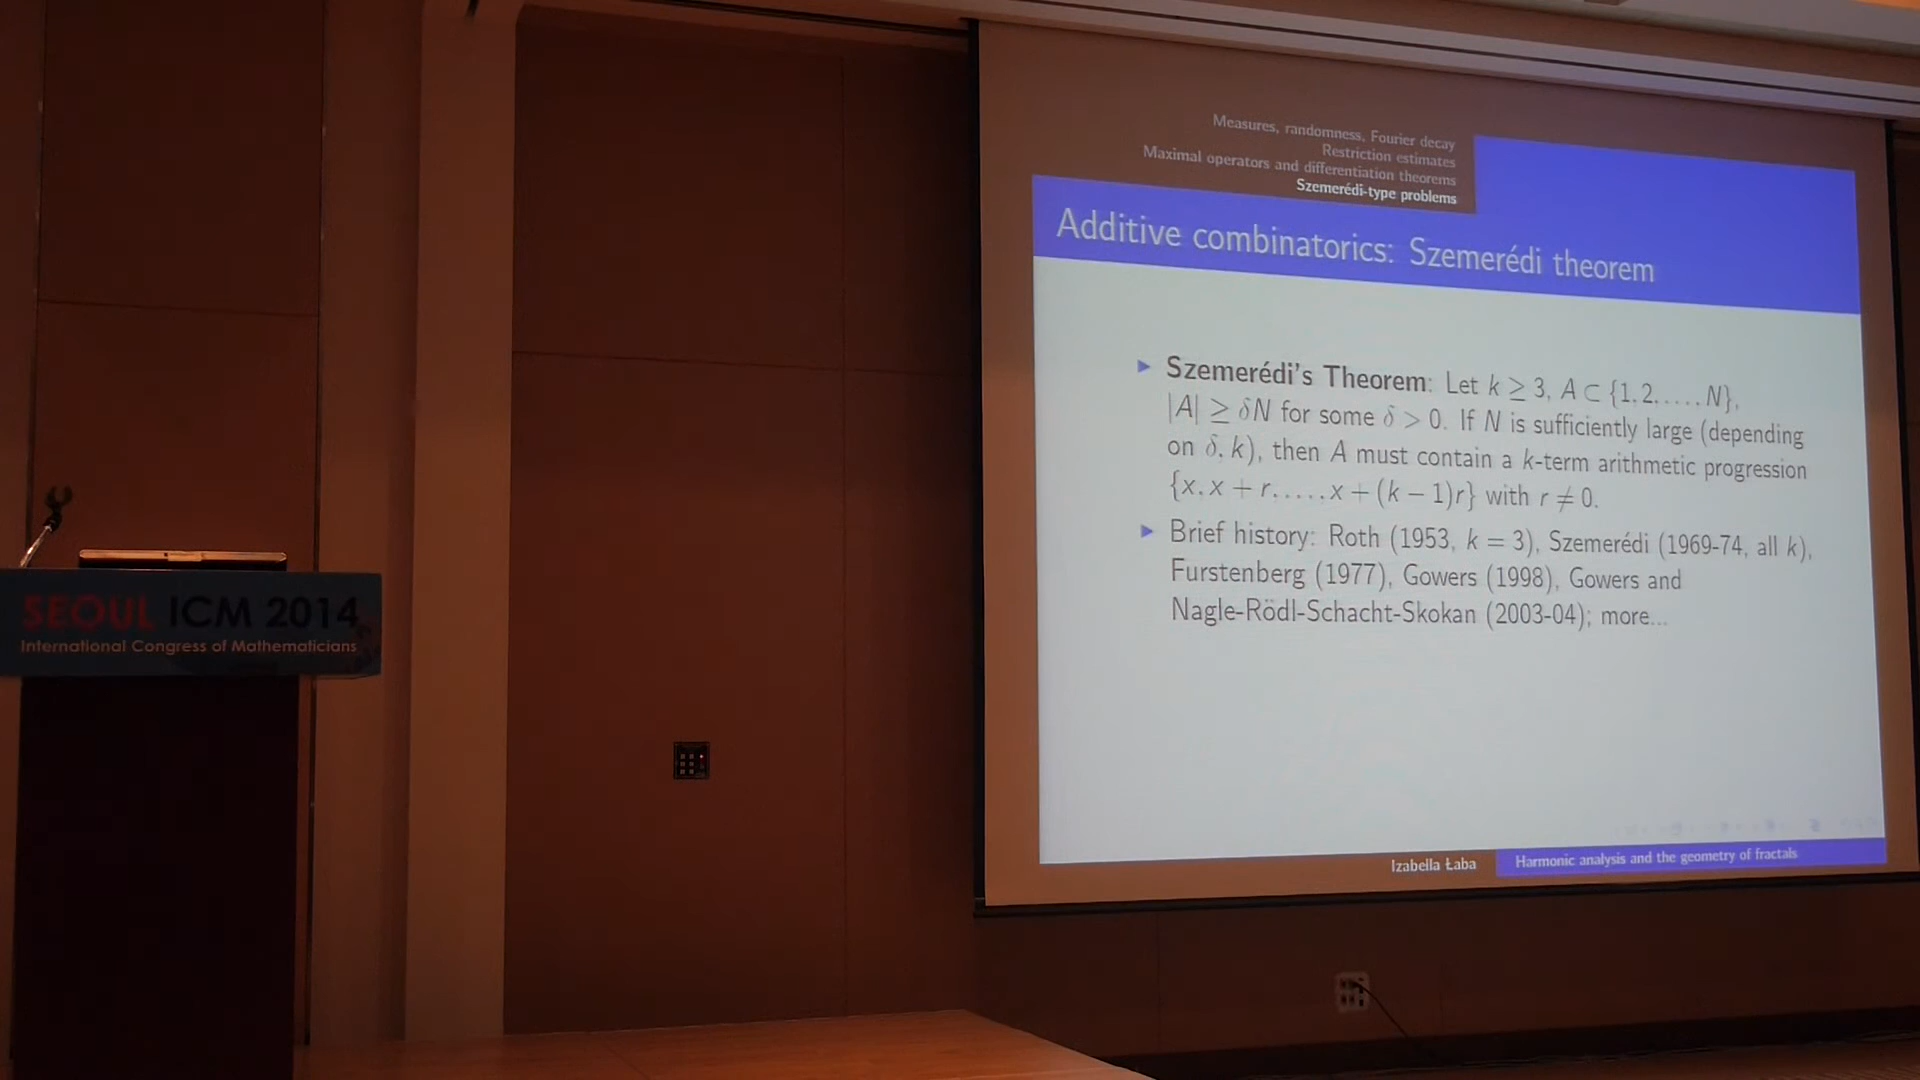 Measures, randomness, Fourier decay
Restriction estimates
Maximal operators and differentiation theorems
Szemerédi-type problems
Additive combinatorics: Szemerédi theorem
Szemerédi's Theorem: Let k ≥ 3, A ⊂ {1, 2, . . . , N},
|A| ≥ δN for some δ > 0. If N is sufficiently large (depending
on δ, k), then A must contain a k-term arithmetic progression
{x, x + r, . . . , x + (k − 1)r} with r ≠ 0.
Brief history: Roth (1953, k = 3), Szemerédi (1969-74, all k),
Furstenberg (1977), Gowers (1998), Gowers and
Nagle-Rödl-Schacht-Skokan (2003-04); more...
Izabella Łaba
Harmonic analysis and the geometry of fractals
SEOUL ICM 2014
International Congress of Mathematicians